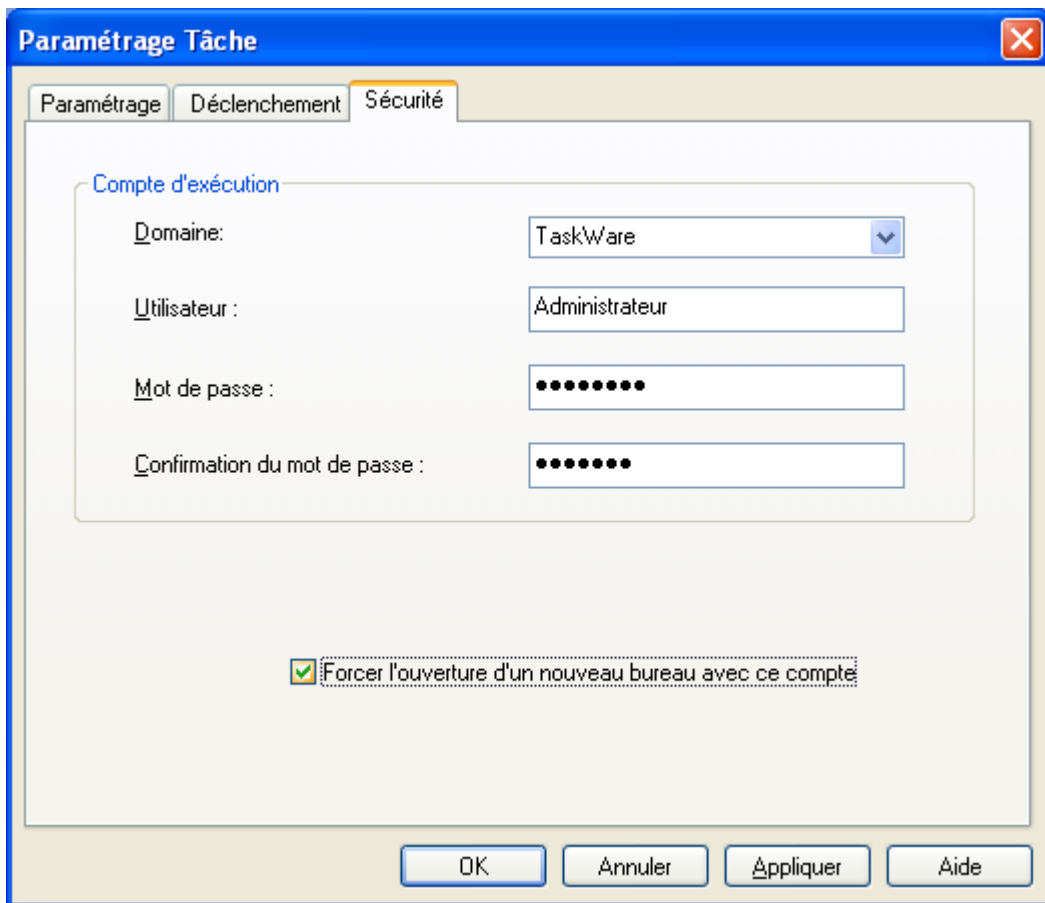 Paramétrage Tâche
Paramétrage Déclenchement Sécurité
Compte d'exécution
Domaine: TaskWare
Utilisateur : Administrateur
Mot de passe : ●●●●●●●●
Confirmation du mot de passe : ●●●●●●●
Forcer l'ouverture d'un nouveau bureau avec ce compte
OK Annuler Appliquer Aide